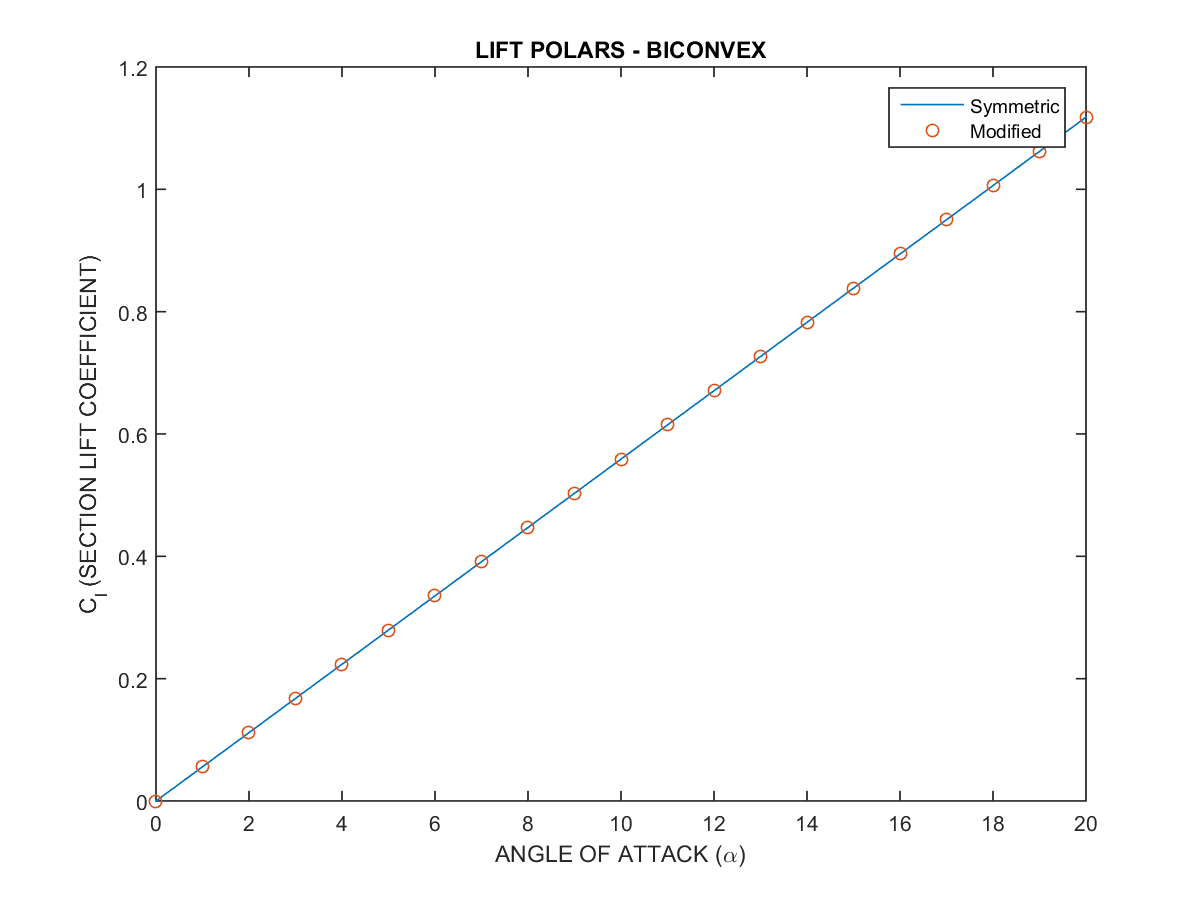 LIFT POLARS - BICONVEX
Symmetric
Modified
1.2
1
0.8
0.6
0.4
0.2
0
C_l (SECTION LIFT COEFFICIENT)
0 2 4 6 8 10 12 14 16 18 20
ANGLE OF ATTACK (α)